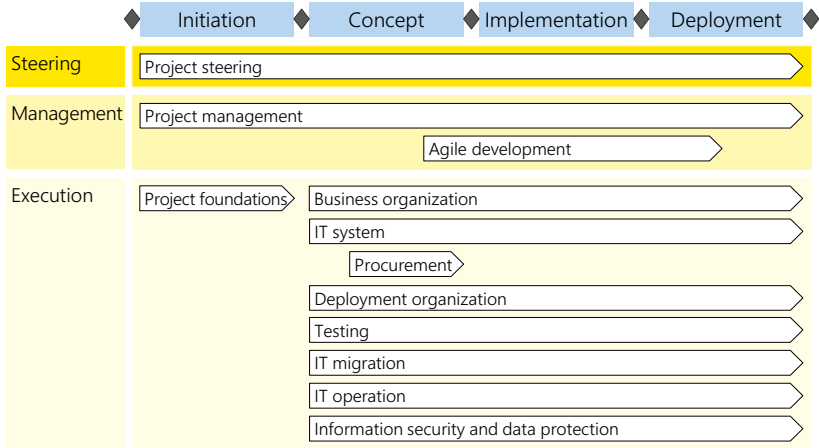 Initiation Concept Implementation Deployment
Steering
Project steering
Management
Project management
Agile development
Execution
Project foundations
Business organization
IT system
Procurement
Deployment organization
Testing
IT migration
IT operation
Information security and data protection